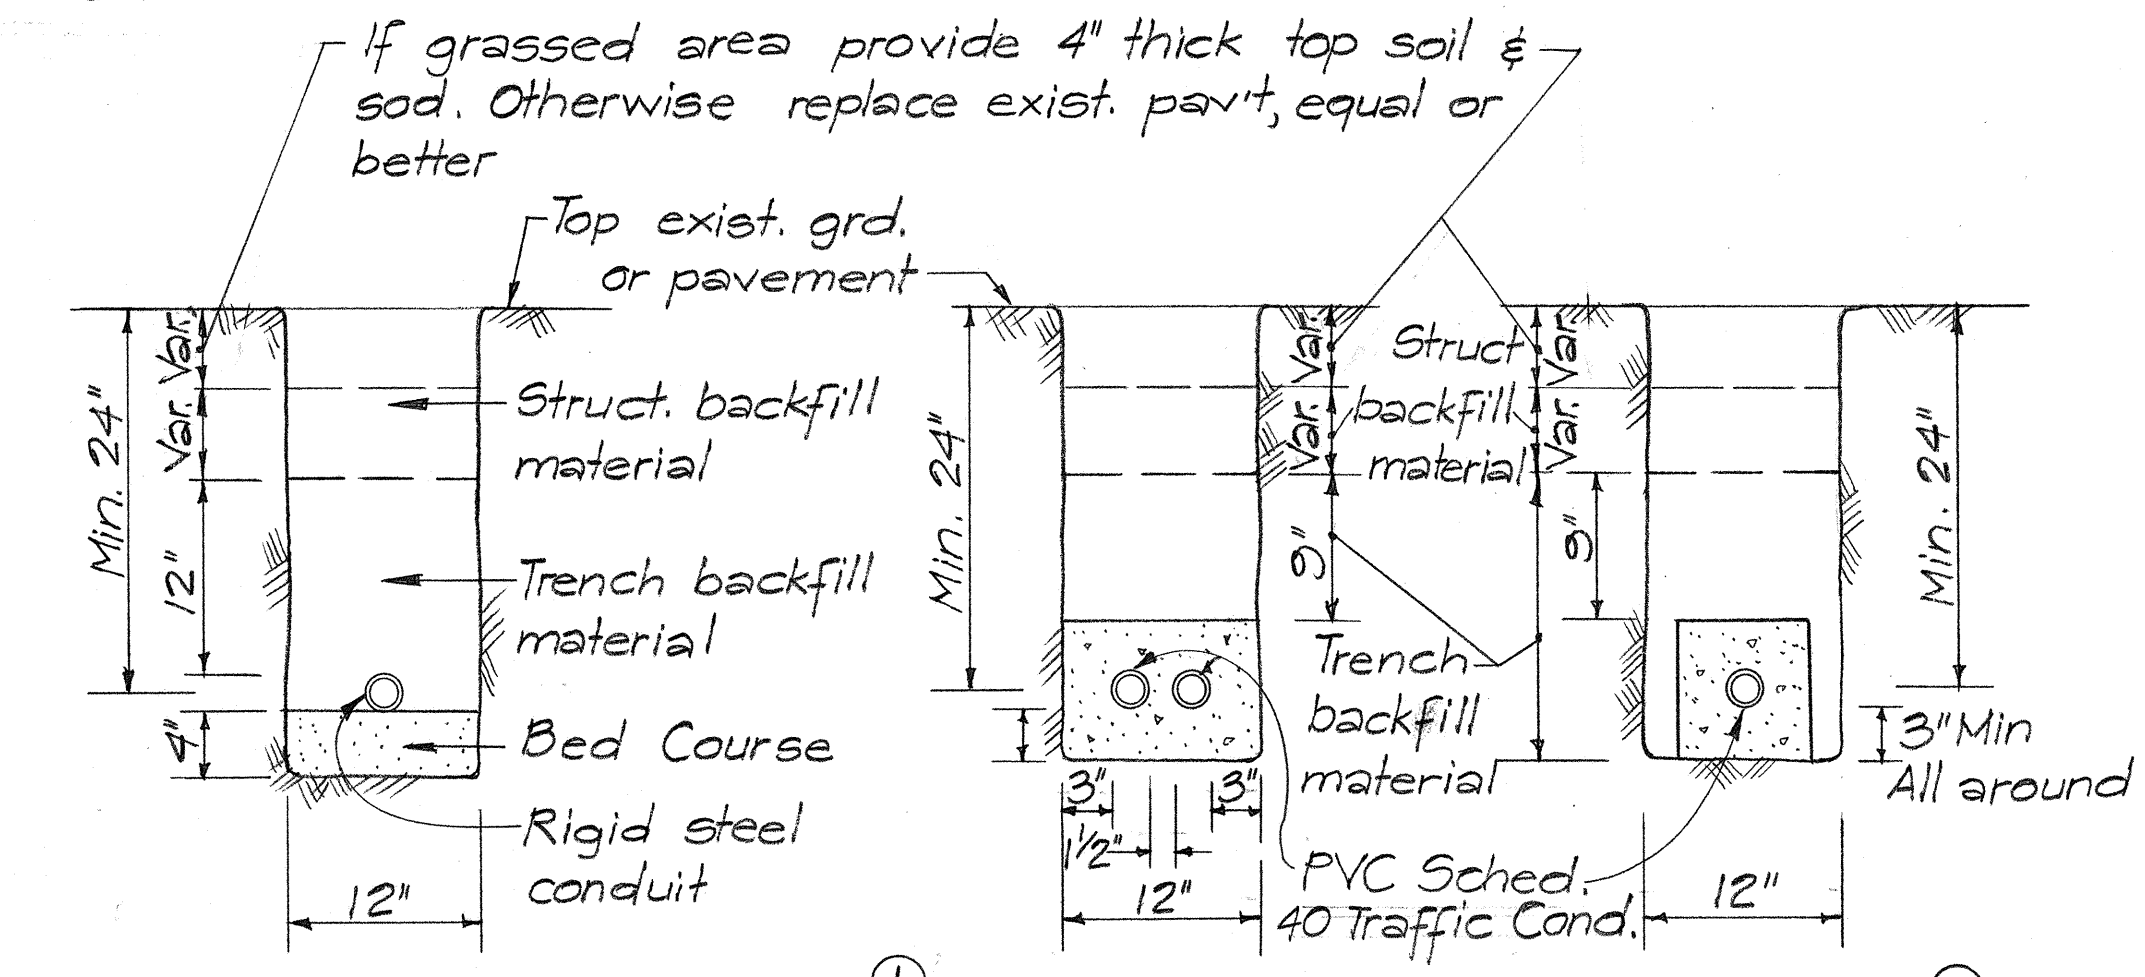 If grassed area provide 4" thick top soil &
sod. Otherwise replace exist. pav't, equal or
better
Top exist. grd.
or pavement
Min. 24"
Var.
Var.
12"
4"
Struct. backfill
material
Trench backfill
material
Bed Course
Rigid steel
conduit
12"
Min. 24"
Var.
Var.
9"
Struct
backfill
material
Trench
backfill
material
3"
3"
1 1/2"
12"
PVC Sched.
40 Traffic Cond.
Var.
Var.
9"
Min. 24"
3" Min
All around
12"